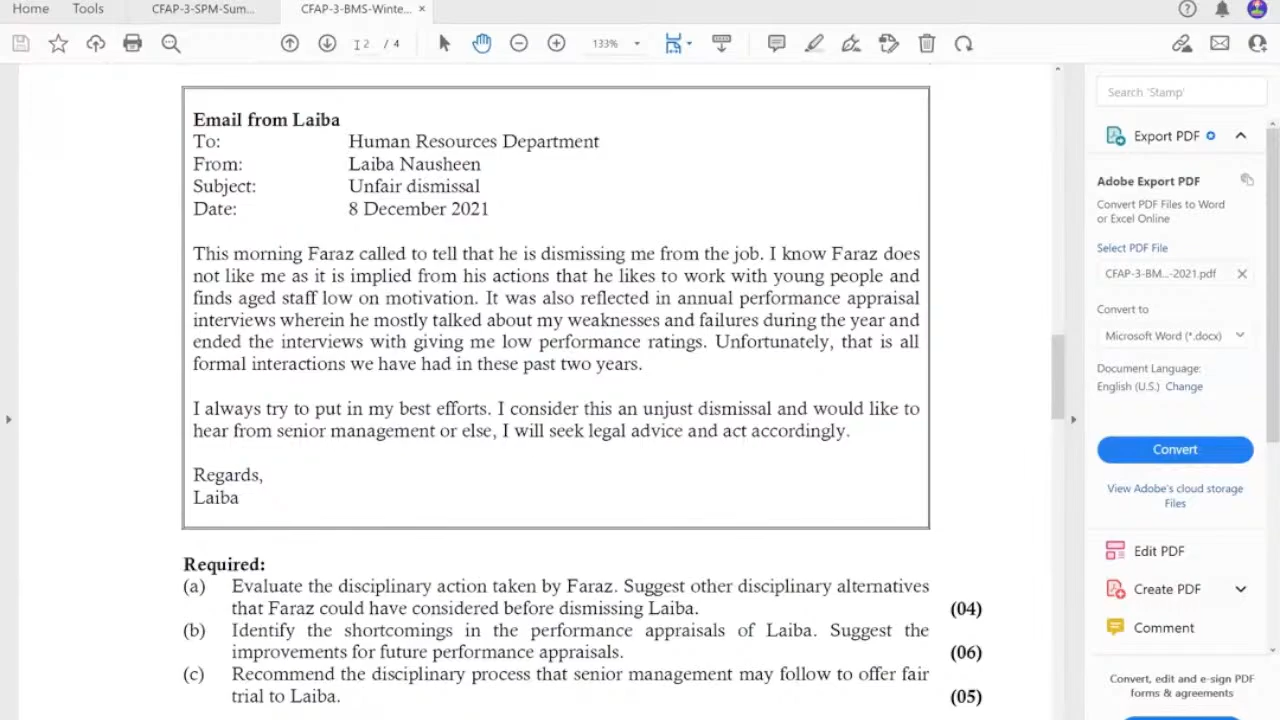 Home Tools CFAP-3-SPM-Sum... CFAP-3-BMS-Winte... ×
2 / 4 133%
Email from Laiba
To: Human Resources Department
From: Laiba Nausheen
Subject: Unfair dismissal
Date: 8 December 2021
This morning Faraz called to tell that he is dismissing me from the job. I know Faraz does
not like me as it is implied from his actions that he likes to work with young people and
finds aged staff low on motivation. It was also reflected in annual performance appraisal
interviews wherein he mostly talked about my weaknesses and failures during the year and
ended the interviews with giving me low performance ratings. Unfortunately, that is all
formal interactions we have had in these past two years.
I always try to put in my best efforts. I consider this an unjust dismissal and would like to
hear from senior management or else, I will seek legal advice and act accordingly.
Regards,
Laiba
Required:
(a) Evaluate the disciplinary action taken by Faraz. Suggest other disciplinary alternatives
that Faraz could have considered before dismissing Laiba. (04)
(b) Identify the shortcomings in the performance appraisals of Laiba. Suggest the
improvements for future performance appraisals. (06)
(c) Recommend the disciplinary process that senior management may follow to offer fair
trial to Laiba. (05)
Search 'Stamp'
Export PDF
Adobe Export PDF
Convert PDF Files to Word
or Excel Online
Select PDF File
CFAP-3-BM...-2021.pdf
Convert to
Microsoft Word (*.docx)
Document Language:
English (U.S.) Change
Convert
View Adobe's cloud storage
Files
Edit PDF
Create PDF
Comment
Convert, edit and e-sign PDF
forms & agreements